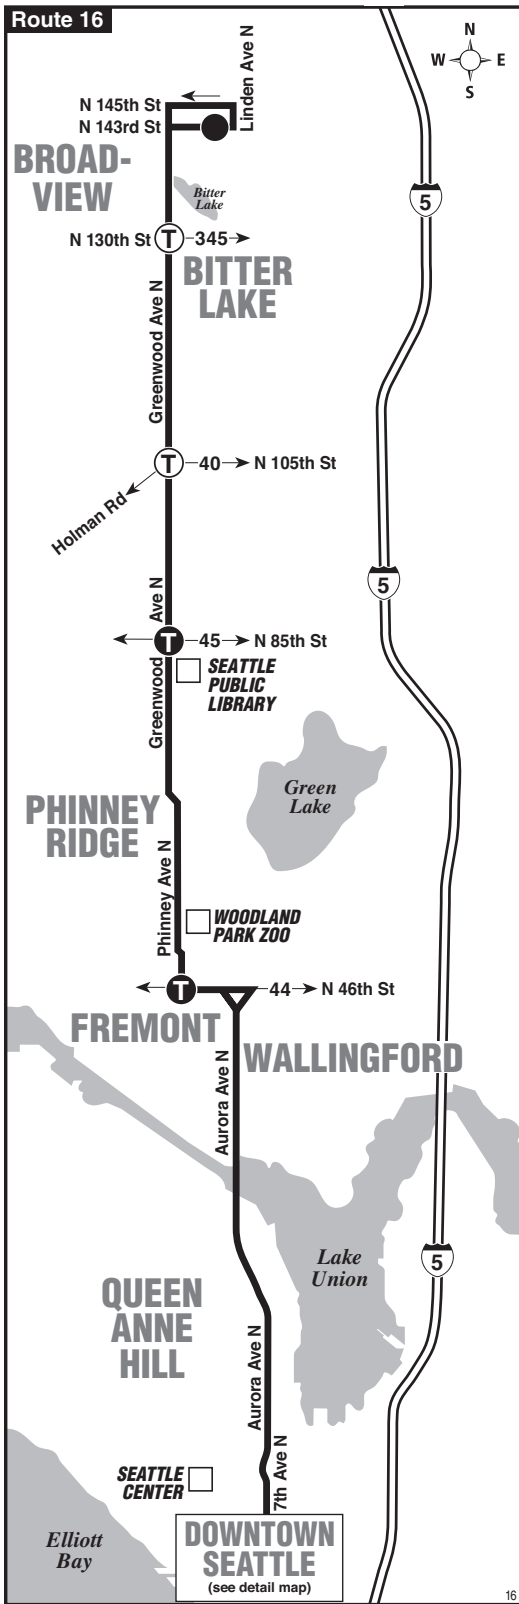 Route 16
N
W E
S
Linden Ave N
N 145th St
N 143rd St
BROAD-
VIEW
Bitter
Lake
5
N 130th St T 345
BITTER
LAKE
Greenwood Ave N
T 40 N 105th St
Holman Rd
5
Greenwood Ave N
T 45 N 85th St
SEATTLE
PUBLIC
LIBRARY
Green
Lake
PHINNEY
RIDGE
Phinney Ave N
WOODLAND
PARK ZOO
T 44 N 46th St
FREMONT
WALLINGFORD
Aurora Ave N
Lake
Union
5
QUEEN
ANNE
HILL
Aurora Ave N
7th Ave N
SEATTLE
CENTER
Elliott
Bay
DOWNTOWN
SEATTLE
(see detail map)
16